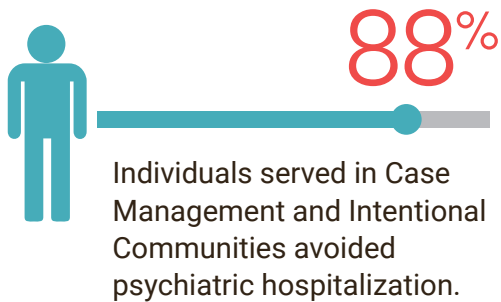 88%
Individuals served in Case
Management and Intentional
Communities avoided
psychiatric hospitalization.